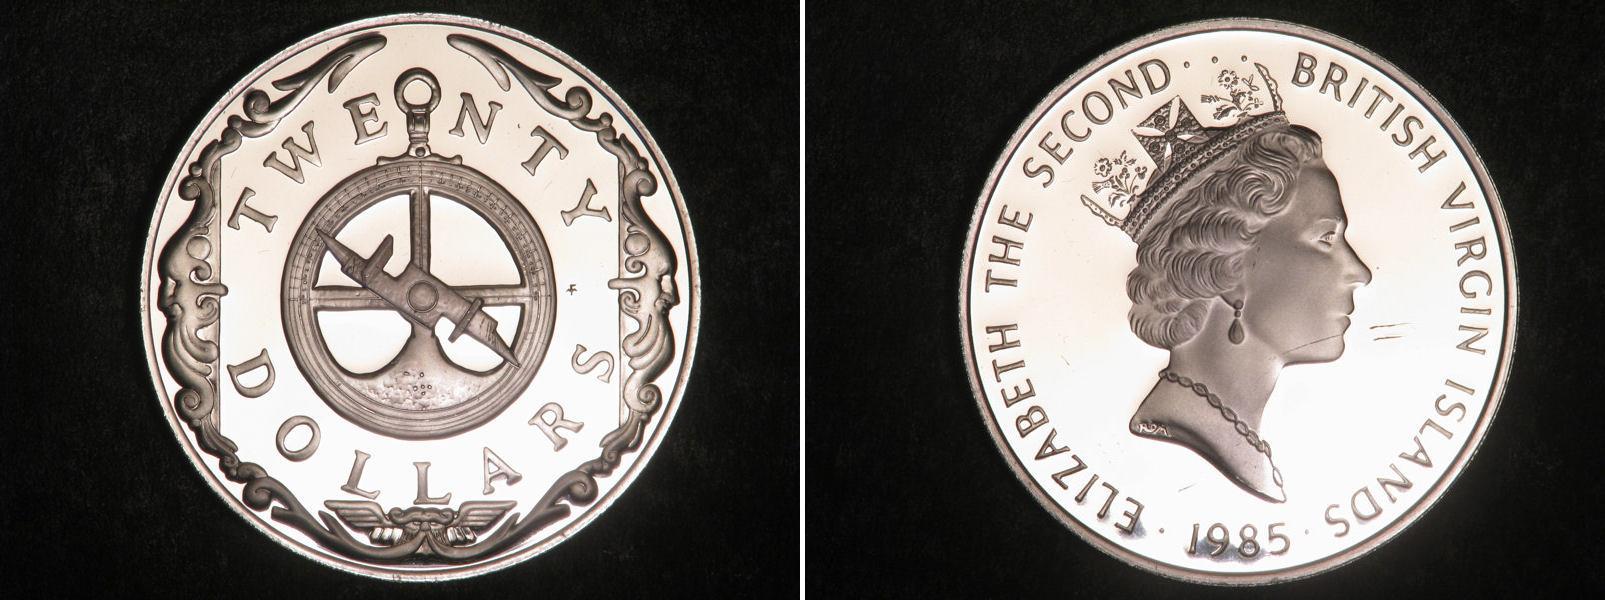 TWENTY
DOLLARS
ELIZABETH THE SECOND · · · BRITISH VIRGIN ISLANDS · 1985 ·
RDM